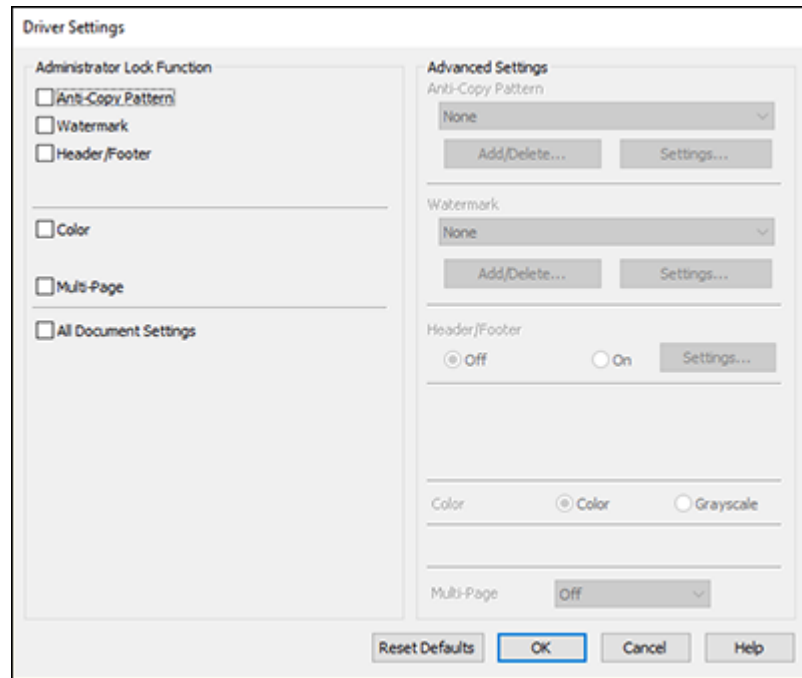 Driver Settings
Administrator Lock Function
Anti-Copy Pattern
Watermark
Header/Footer
Color
Multi-Page
All Document Settings
Advanced Settings
Anti-Copy Pattern
None
Add/Delete... Settings...
Watermark
None
Add/Delete... Settings...
Header/Footer
Off On Settings...
Color Color Grayscale
Multi-Page Off
Reset Defaults OK Cancel Help